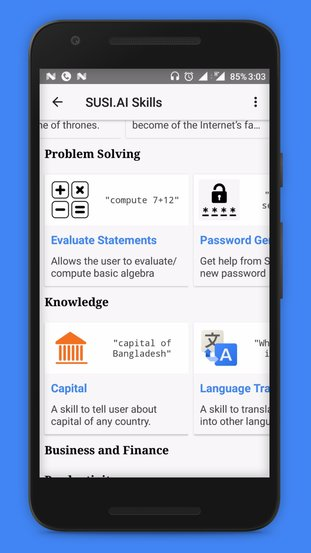 85% 3:03
SUSI.AI Skills
ne of thrones.
become of the Internet's fa...
Problem Solving
"compute 7+12"
Evaluate Statements
Password Ge
Allows the user to evaluate/
Get help from S
compute basic algebra
new password
Knowledge
"capital of
"Wh
Bangladesh"
i
Capital
Language Tra
A skill to tell user about
A skill to transla
capital of any country.
into other langu
Business and Finance